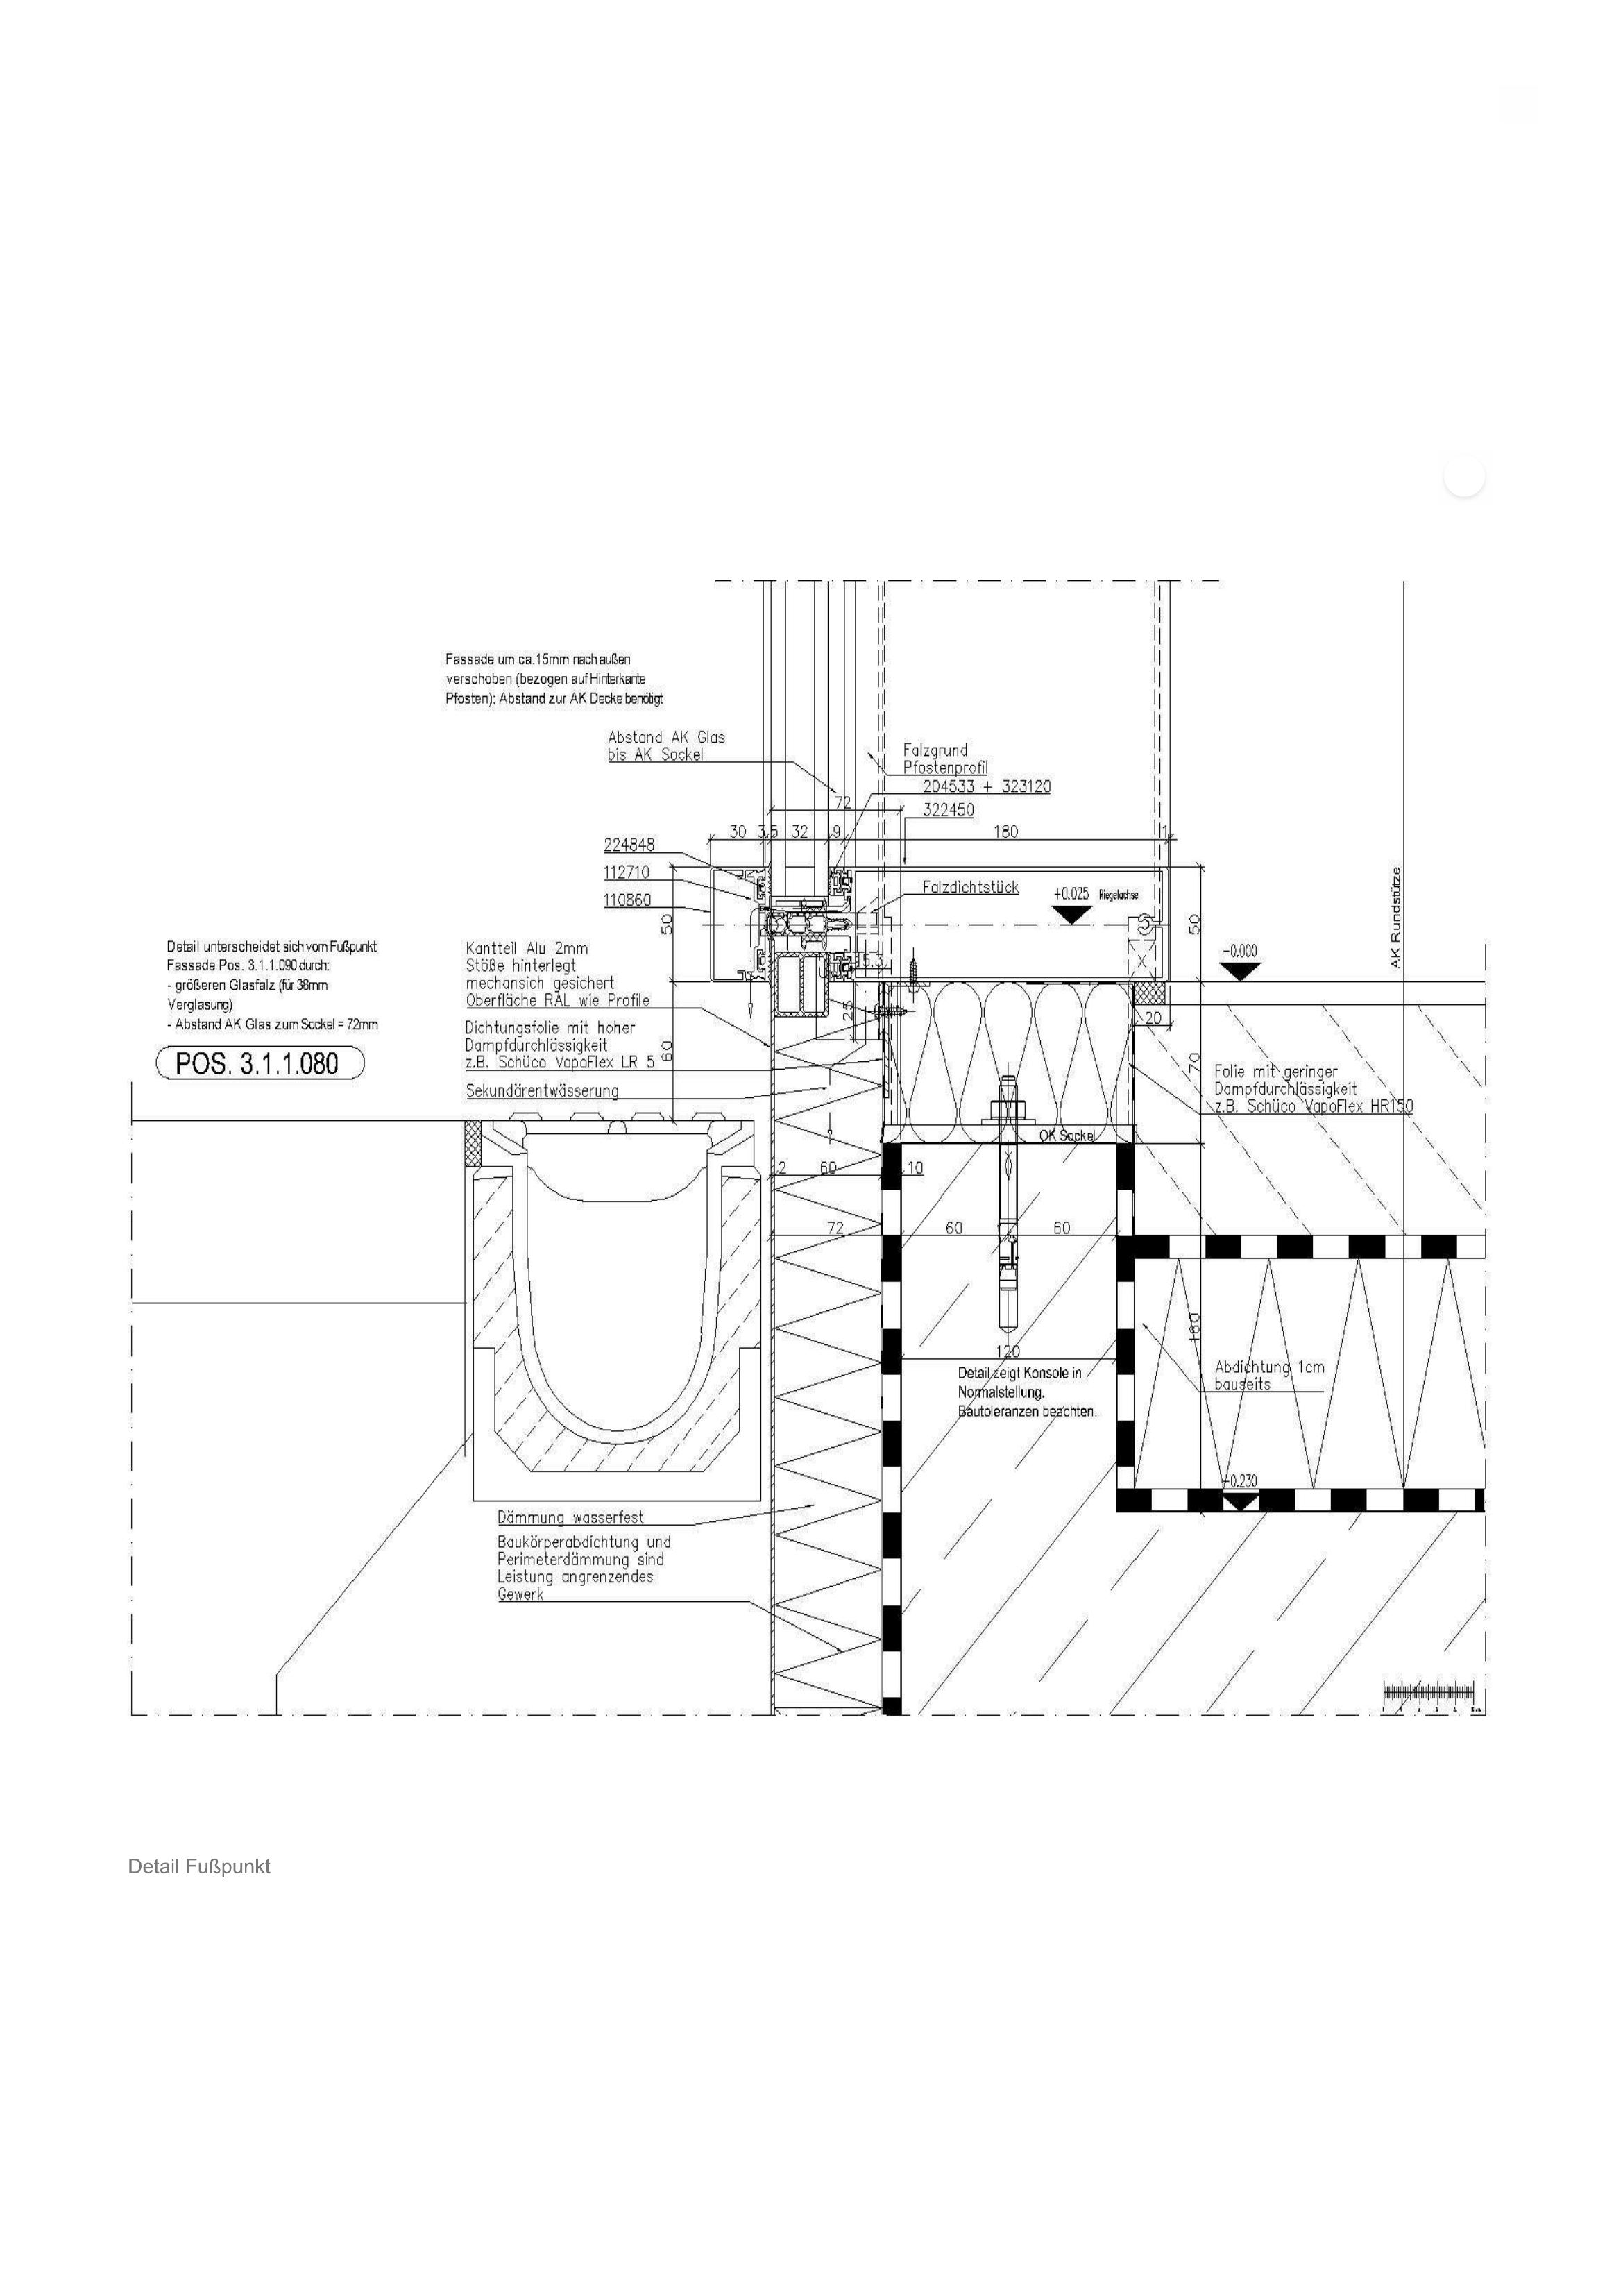 Fassade um ca.15mm nach außen
verschoben (bezogen auf Hinterkante
Pfosten); Abstand zur AK Decke benötigt
Abstand AK Glas
bis AK Sockel
Falzgrund
Pfostenprofil
204533 + 323120
322450
72
30
32
9
180
1
224848
112710
110860
Falzdichtstück
+0.025 Riegelachse
50
50
AK Rundstütze
-0.000
Detail unterscheidet sich vom Fußpunkt
Fassade Pos. 3.1.1.090 durch:
- größeren Glasfalz (für 38mm
Verglasung)
- Abstand AK Glas zum Sockel = 72mm
POS. 3.1.1.080
Kantteil Alu 2mm
Stöße hinterlegt
mechansich gesichert
Oberfläche RAL wie Profile
Dichtungsfolie mit hoher
Dampfdurchlässigkeit
z.B. Schüco VapoFlex LR 5
Sekundärentwässerung
60
25
20
70
Folie mit geringer
Dampfdurchlässigkeit
z.B. Schüco VapoFlex HR150
OK Sockel
2
60
10
72
60
60
160
120
Detail zeigt Konsole in
Normalstellung.
Bautoleranzen beachten.
Abdichtung 1cm
bauseits
-0.230
Dämmung wasserfest
Baukörperabdichtung und
Perimeterdämmung sind
Leistung angrenzendes
Gewerk
Detail Fußpunkt